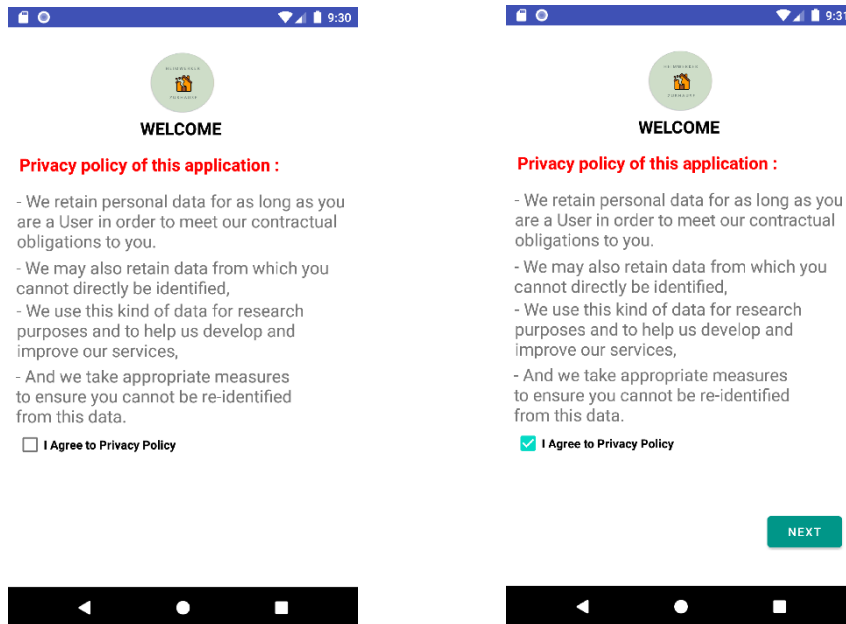 9:30
WELCOME
Privacy policy of this application :
- We retain personal data for as long as you
are a User in order to meet our contractual
obligations to you.
- We may also retain data from which you
cannot directly be identified,
- We use this kind of data for research
purposes and to help us develop and
improve our services,
- And we take appropriate measures
to ensure you cannot be re-identified
from this data.
I Agree to Privacy Policy
9:31
WELCOME
Privacy policy of this application :
- We retain personal data for as long as you
are a User in order to meet our contractual
obligations to you.
- We may also retain data from which you
cannot directly be identified,
- We use this kind of data for research
purposes and to help us develop and
improve our services,
- And we take appropriate measures
to ensure you cannot be re-identified
from this data.
I Agree to Privacy Policy
NEXT